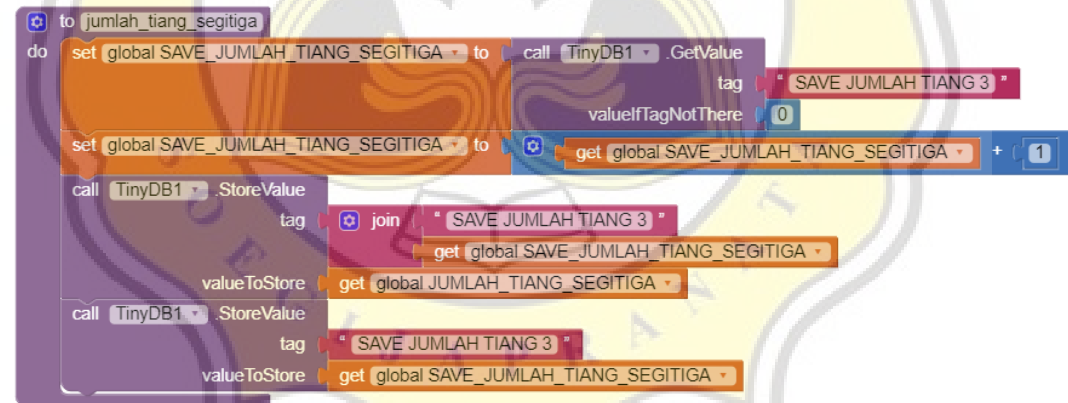 to jumlah_tiang_segitiga
do set global SAVE_JUMLAH_TIANG_SEGITIGA to call TinyDB1 .GetValue
tag " SAVE JUMLAH TIANG 3 "
valueIfTagNotThere 0
set global SAVE_JUMLAH_TIANG_SEGITIGA to get global SAVE_JUMLAH_TIANG_SEGITIGA + 1
call TinyDB1 .StoreValue
tag join " SAVE JUMLAH TIANG 3 "
get global SAVE_JUMLAH_TIANG_SEGITIGA
valueToStore get global JUMLAH_TIANG_SEGITIGA
call TinyDB1 .StoreValue
tag " SAVE JUMLAH TIANG 3 "
valueToStore get global SAVE_JUMLAH_TIANG_SEGITIGA